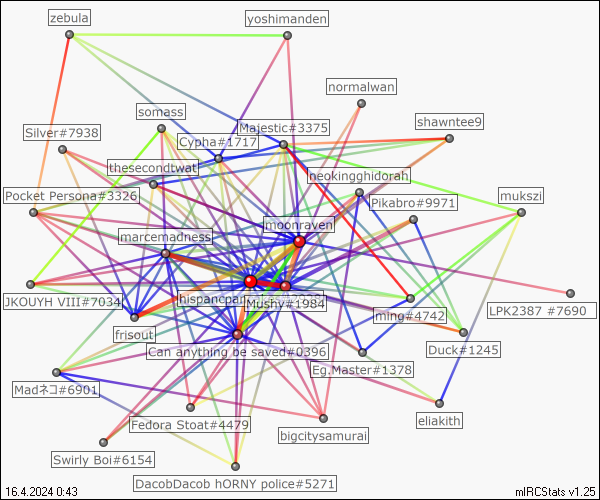 zebula
yoshimanden
normalwan
somass
Majestic#3375
shawntee9
Silver#7938
Cypha#1717
thesecondtwat
neokingghidorah
Pocket Persona#3326
Pikabro#9971
mukszi
moonraven
marcemadness
JKOUYH VIII#7034
Mushy#1984
ming#4742
LPK2387 #7690
frisout
Can anything be saved#0396
Duck#1245
Eg.Master#1378
Madネコ#6901
Fedora Stoat#4479
bigcitysamurai
eliakith
Swirly Boi#6154
DacobDacob hORNY police#5271
16.4.2024 0:43
mIRCStats v1.25